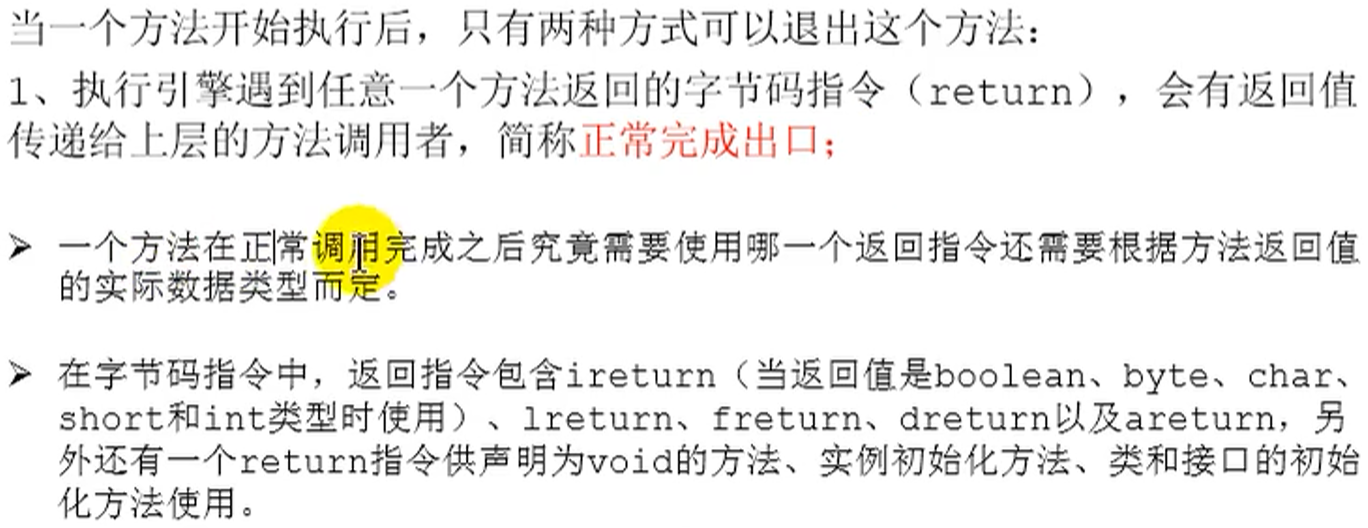 当一个方法开始执行后，只有两种方式可以退出这个方法：
1、执行引擎遇到任意一个方法返回的字节码指令（return），会有返回值
传递给上层的方法调用者，简称正常完成出口；
➢ 一个方法在正常调用完成之后究竟需要使用哪一个返回指令还需要根据方法返回值
的实际数据类型而定。
➢ 在字节码指令中，返回指令包含ireturn（当返回值是boolean、byte、char、
short和int类型时使用）、lreturn、freturn、dreturn以及areturn，另
外还有一个return指令供声明为void的方法、实例初始化方法、类和接口的初始
化方法使用。